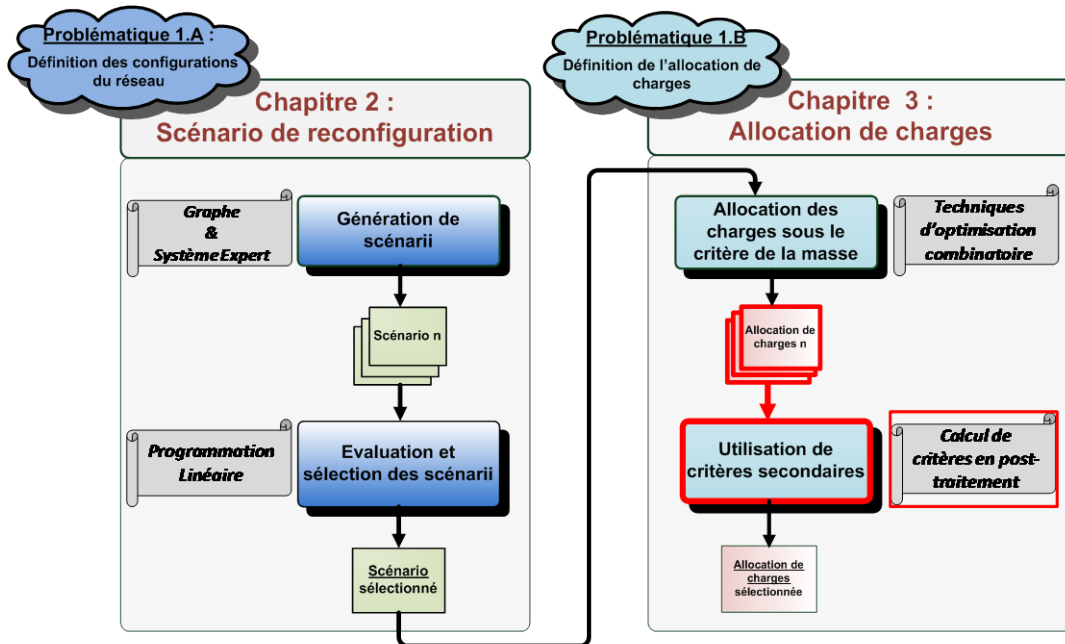 Problématique 1.A :
Définition des configurations
du réseau
Chapitre 2 :
Scénario de reconfiguration
Graphe
&
Système Expert
Génération de
scénarii
Scénario n
Programmation
Linéaire
Evaluation et
sélection des scénarii
Scénario
sélectionné
Problématique 1.B
Définition de l'allocation de
charges
Chapitre 3 :
Allocation de charges
Allocation des
charges sous le
critère de la masse
Techniques
d'optimisation
combinatoire
Allocation de
charges n
Utilisation de
critères secondaires
Calcul de
critères en post-
traitement
Allocation de
charges
sélectionnée